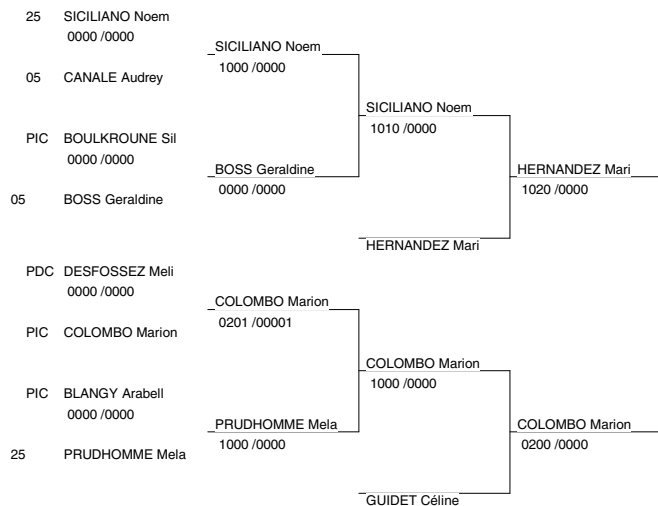 25 SICILIANO Noem
0000 /0000
SICILIANO Noem
1000 /0000
05 CANALE Audrey
SICILIANO Noem
1010 /0000
PIC BOULKROUNE Sil
0000 /0000
BOSS Geraldine
0000 /0000
HERNANDEZ Mari
1020 /0000
05 BOSS Geraldine
HERNANDEZ Mari
PDC DESFOSSEZ Meli
0000 /0000
COLOMBO Marion
0201 /00001
PIC COLOMBO Marion
COLOMBO Marion
1000 /0000
PIC BLANGY Arabell
0000 /0000
PRUDHOMME Mela
1000 /0000
COLOMBO Marion
0200 /0000
25 PRUDHOMME Mela
GUIDET Céline